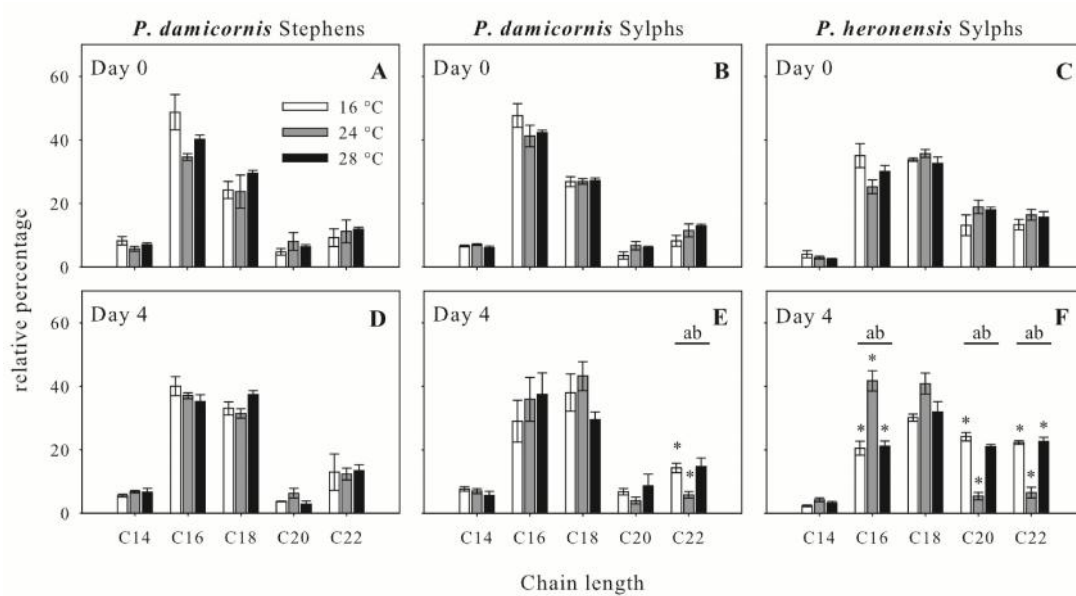 P. damicornis Stephens
P. damicornis Sylphs
P. heronensis Sylphs
Day 0 A
16 °C
24 °C
28 °C
Day 0 B
Day 0 C
60
40
20
0
Day 4 D
Day 4 E
ab
* *
Day 4 F
ab ab ab
* * * * * * * *
60
40
20
0
relative percentage
C14 C16 C18 C20 C22
C14 C16 C18 C20 C22
C14 C16 C18 C20 C22
Chain length